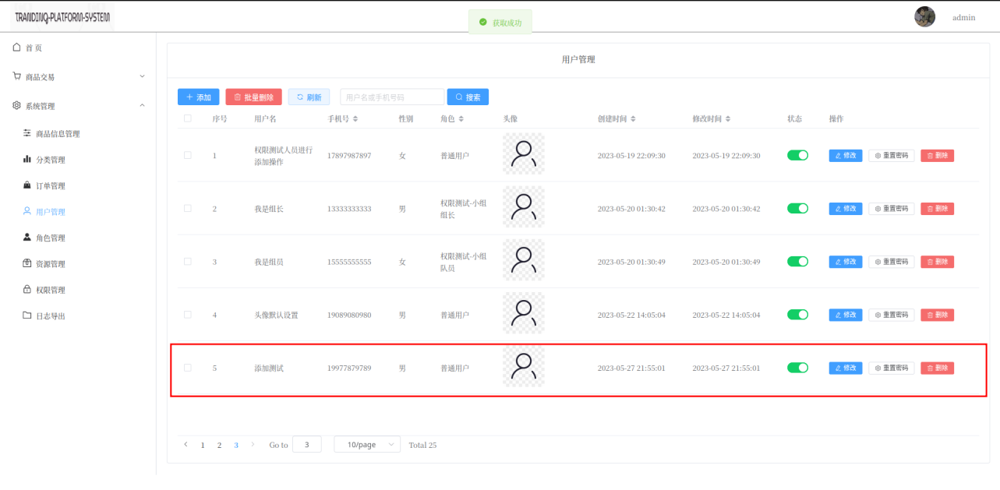 TRANDINQ-PLATFORM-SYSTEM
获取成功
admin
首页
商品交易
系统管理
商品信息管理
分类管理
订单管理
用户管理
角色管理
资源管理
权限管理
日志导出
用户管理
添加 批量删除 刷新 用户名或手机号码 搜索
序号 用户名 手机号 性别 角色 头像 创建时间 修改时间 状态 操作
1 权限测试人员进行添加操作 17897987897 女 普通用户 2023-05-19 22:09:30 2023-05-19 22:09:30 修改 重置密码 删除
2 我是组长 13333333333 男 权限测试-小组组长 2023-05-20 01:30:42 2023-05-20 01:30:42 修改 重置密码 删除
3 我是组员 15555555555 女 权限测试-小组队员 2023-05-20 01:30:49 2023-05-20 01:30:49 修改 重置密码 删除
4 头像默认设置 19089080980 男 普通用户 2023-05-22 14:05:04 2023-05-22 14:05:04 修改 重置密码 删除
5 添加测试 19977879789 男 普通用户 2023-05-27 21:55:01 2023-05-27 21:55:01 修改 重置密码 删除
1 2 3 Go to 3 10/page Total 25